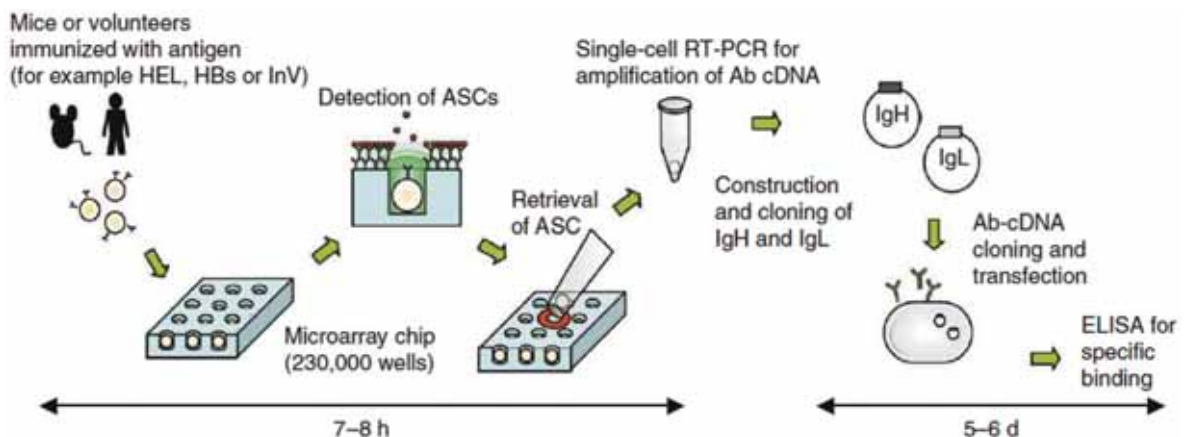 Mice or volunteers
immunized with antigen
(for example HEL, HBs or InV)
Detection of ASCs
Single-cell RT-PCR for
amplification of Ab cDNA
IgH
IgL
Retrieval
of ASC
Construction
and cloning of
IgH and IgL
Ab-cDNA
cloning and
transfection
Microarray chip
(230,000 wells)
ELISA for
specific
binding
7–8 h
5–6 d